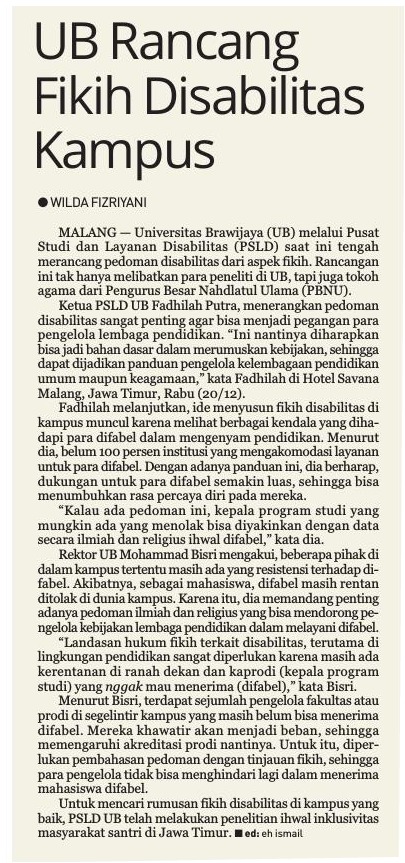 UB Rancang
Fikih Disabilitas
Kampus
● WILDA FIZRIYANI
MALANG — Universitas Brawijaya (UB) melalui Pusat
Studi dan Layanan Disabilitas (PSLD) saat ini tengah
merancang pedoman disabilitas dari aspek fikih. Rancangan
ini tak hanya melibatkan para peneliti di UB, tapi juga tokoh
agama dari Pengurus Besar Nahdlatul Ulama (PBNU).
Ketua PSLD UB Fadhilah Putra, menerangkan pedoman
disabilitas sangat penting agar bisa menjadi pegangan para
pengelola lembaga pendidikan. “Ini nantinya diharapkan
bisa jadi bahan dasar dalam merumuskan kebijakan, sehingga
dapat dijadikan panduan pengelola kelembagaan pendidikan
umum maupun keagamaan,” kata Fadhilah di Hotel Savana
Malang, Jawa Timur, Rabu (20/12).
Fadhilah melanjutkan, ide menyusun fikih disabilitas di
kampus muncul karena melihat berbagai kendala yang diha-
dapi para difabel dalam mengenyam pendidikan. Menurut
dia, belum 100 persen institusi yang mengakomodasi layanan
untuk para difabel. Dengan adanya panduan ini, dia berharap,
dukungan untuk para difabel semakin luas, sehingga bisa
menumbuhkan rasa percaya diri pada mereka.
“Kalau ada pedoman ini, kepala program studi yang
mungkin ada yang menolak bisa diyakinkan dengan data
secara ilmiah dan religius ihwal difabel,” kata dia.
Rektor UB Mohammad Bisri mengakui, beberapa pihak di
dalam kampus tertentu masih ada yang resistensi terhadap di-
fabel. Akibatnya, sebagai mahasiswa, difabel masih rentan
ditolak di dunia kampus. Karena itu, dia memandang penting
adanya pedoman ilmiah dan religius yang bisa mendorong pe-
ngelola kebijakan lembaga pendidikan dalam melayani difabel.
“Landasan hukum fikih terkait disabilitas, terutama di
lingkungan pendidikan sangat diperlukan karena masih ada
kerentanan di ranah dekan dan kaprodi (kepala program
studi) yang nggak mau menerima (difabel),” kata Bisri.
Menurut Bisri, terdapat sejumlah pengelola fakultas atau
prodi di segelintir kampus yang masih belum bisa menerima
difabel. Mereka khawatir akan menjadi beban, sehingga
memengaruhi akreditasi prodi nantinya. Untuk itu, diper-
lukan pembahasan pedoman dengan tinjauan fikih, sehingga
para pengelola tidak bisa menghindari lagi dalam menerima
mahasiswa difabel.
Untuk mencari rumusan fikih disabilitas di kampus yang
baik, PSLD UB telah melakukan penelitian ihwal inklusivitas
masyarakat santri di Jawa Timur. ■ ed: eh ismail